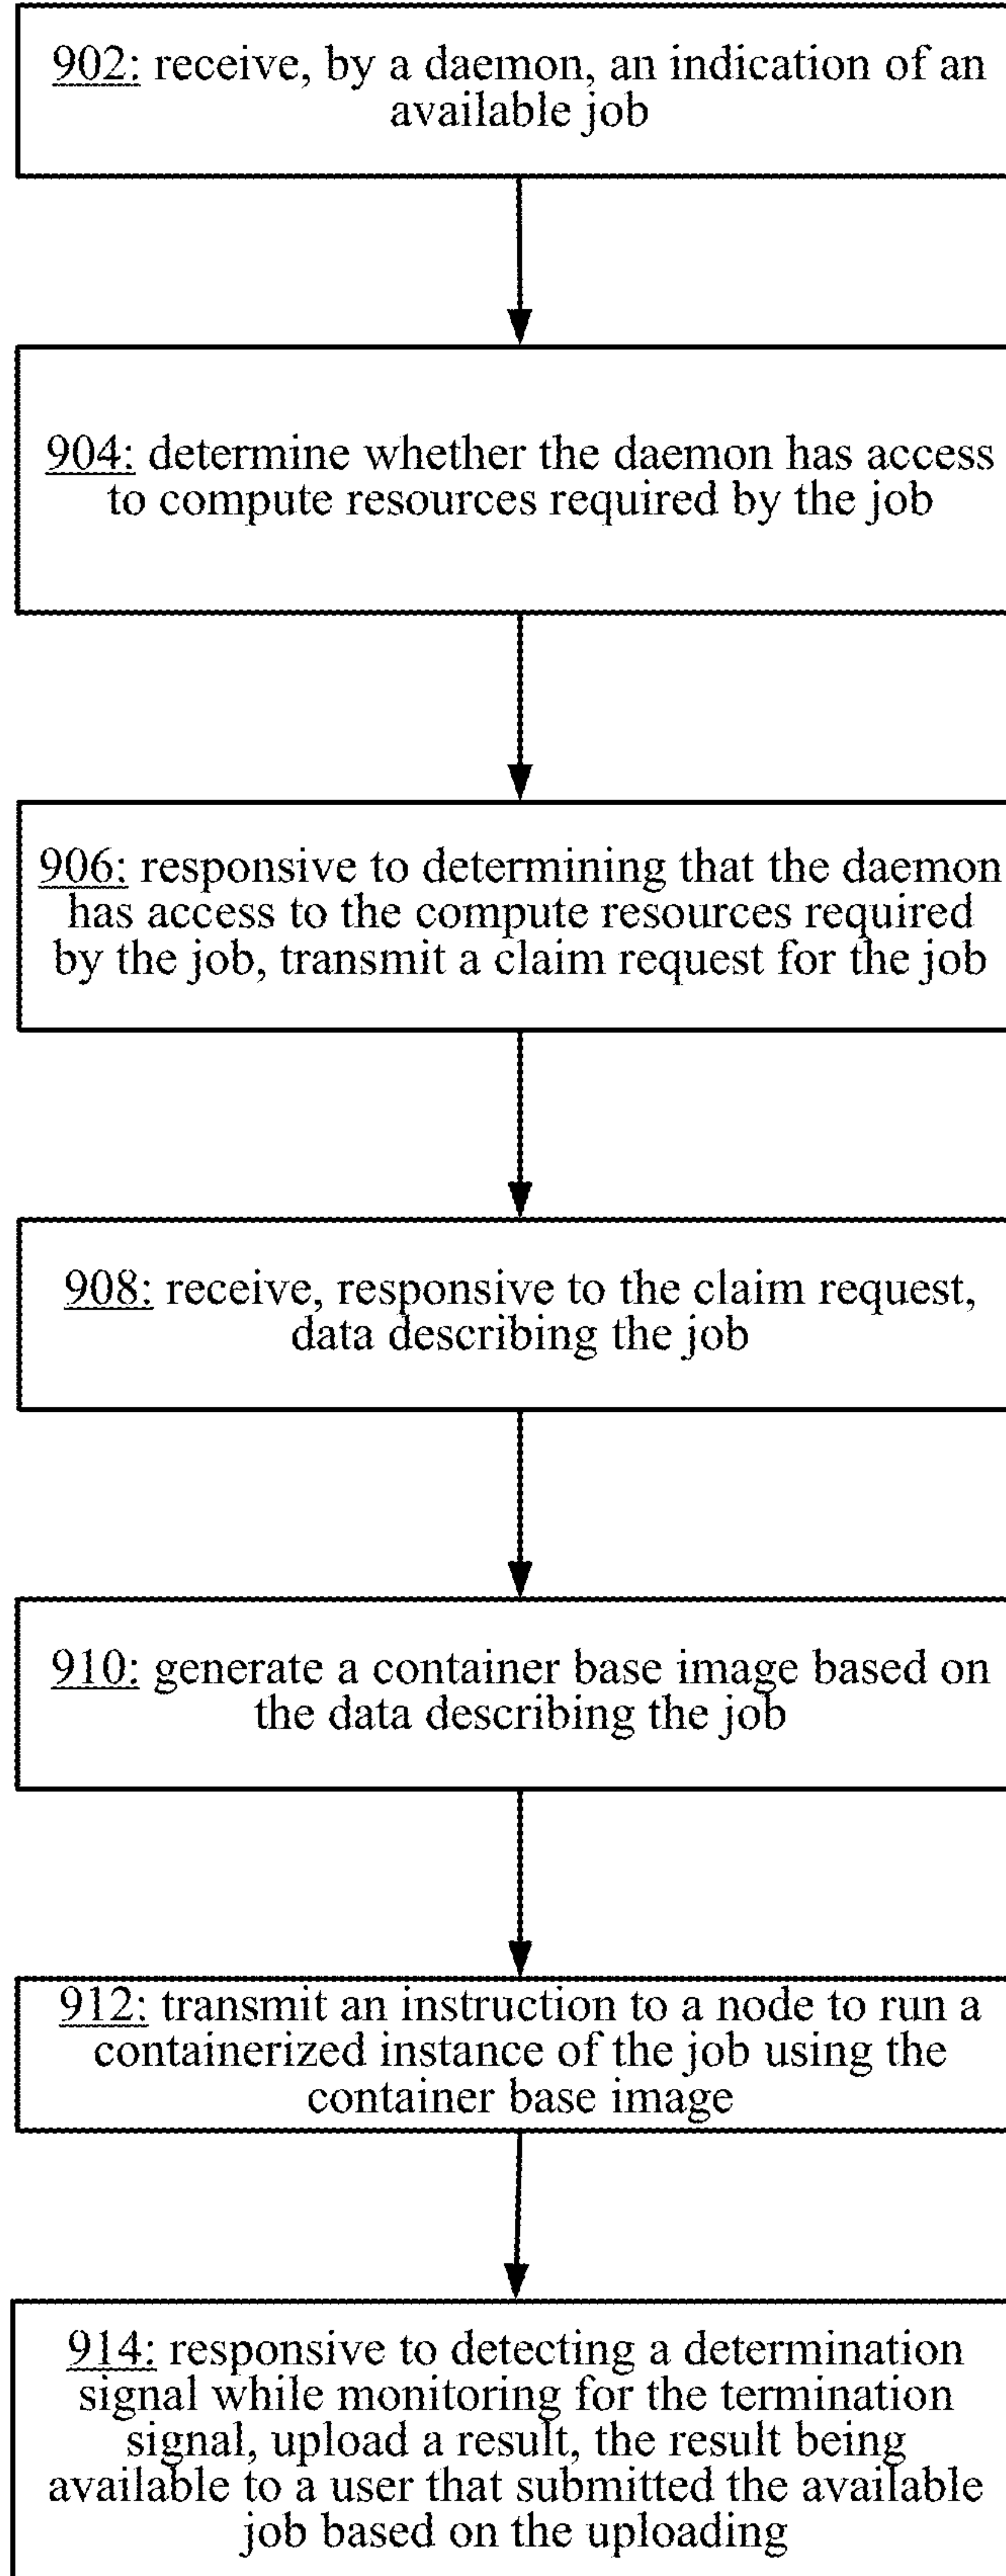 902: receive, by a daemon, an indication of an
available job
904: determine whether the daemon has access
to compute resources required by the job
906: responsive to determining that the daemon
has access to the compute resources required
by the job, transmit a claim request for the job
908: receive, responsive to the claim request,
data describing the job
910: generate a container base image based on
the data describing the job
912: transmit an instruction to a node to run a
containerized instance of the job using the
container base image
914: responsive to detecting a determination
signal while monitoring for the termination
signal, upload a result, the result being
available to a user that submitted the available
job based on the uploading